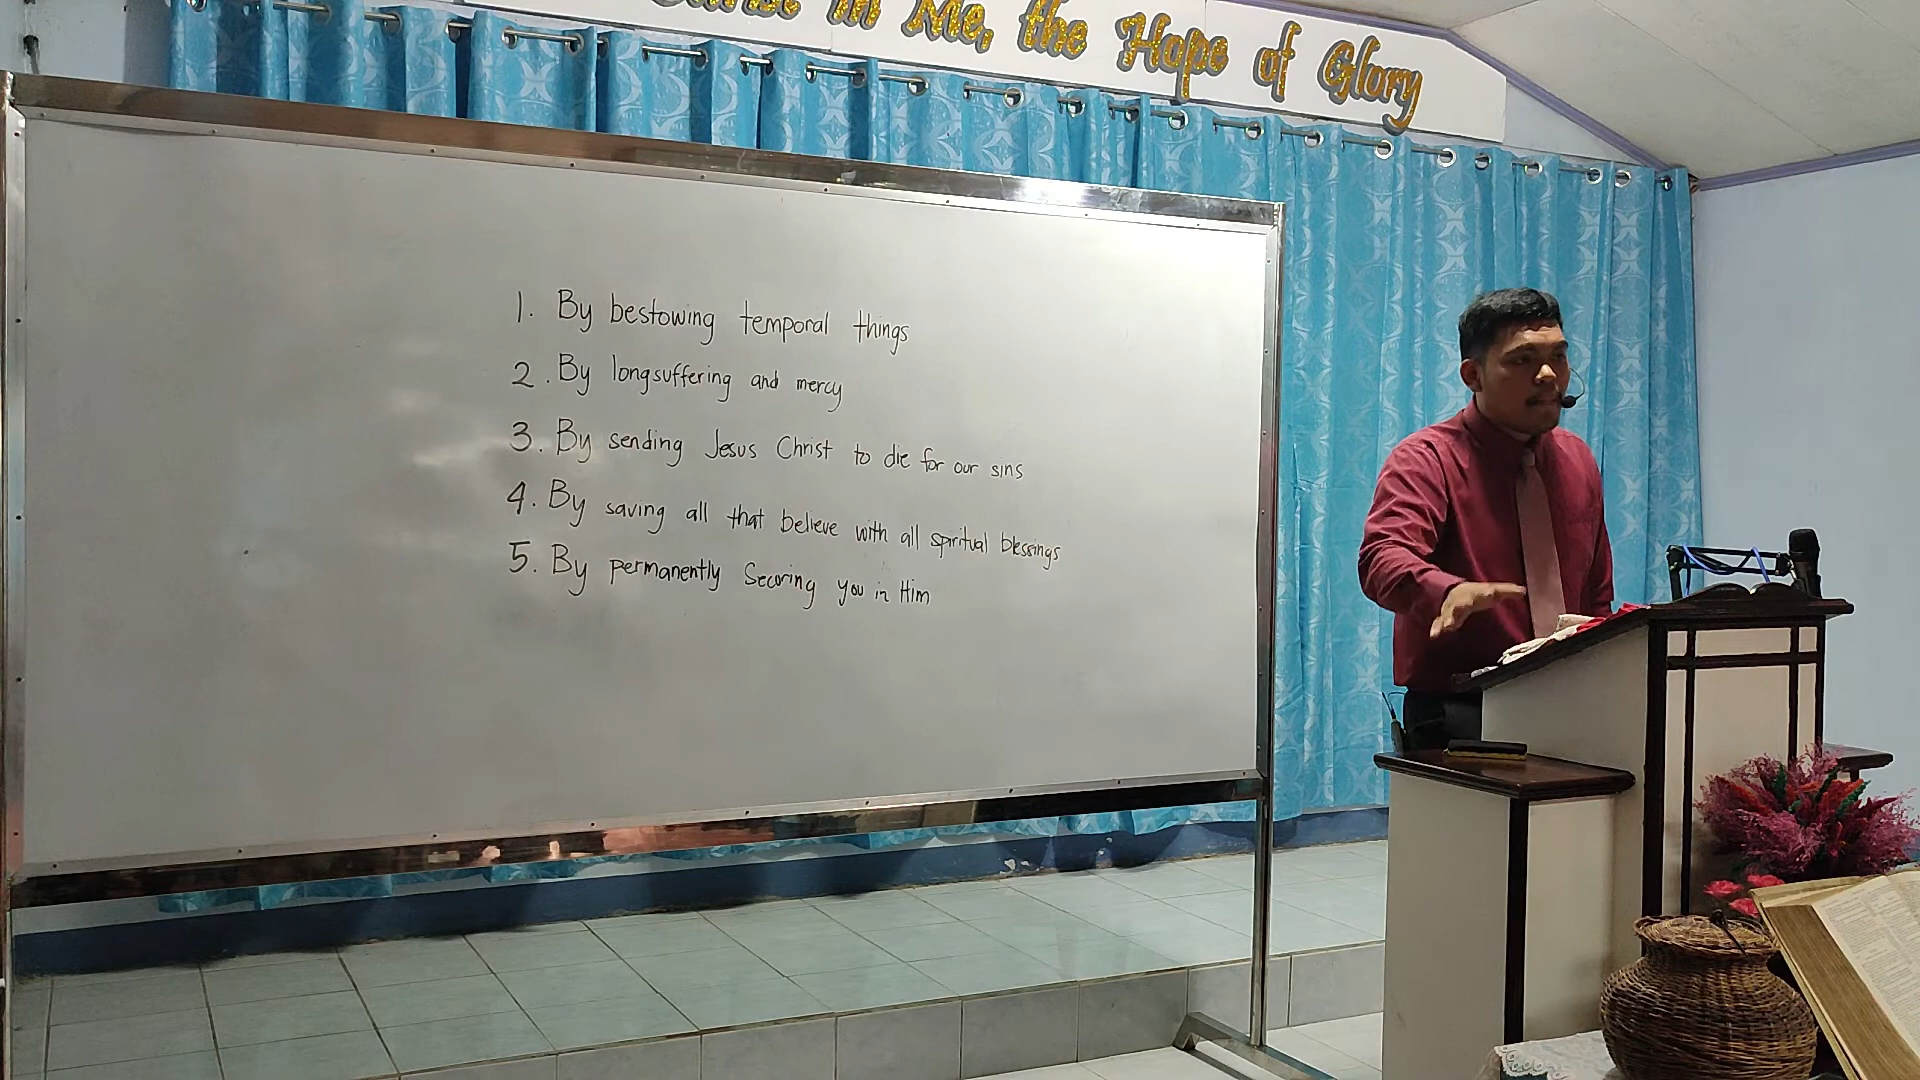 in Me, the Hope of Glory
1. By bestowing temporal things
2. By longsuffering and mercy
3. By sending Jesus Christ to die for our sins
4. By saving all that believe with all spiritual blessings
5. By permanently securing you in Him